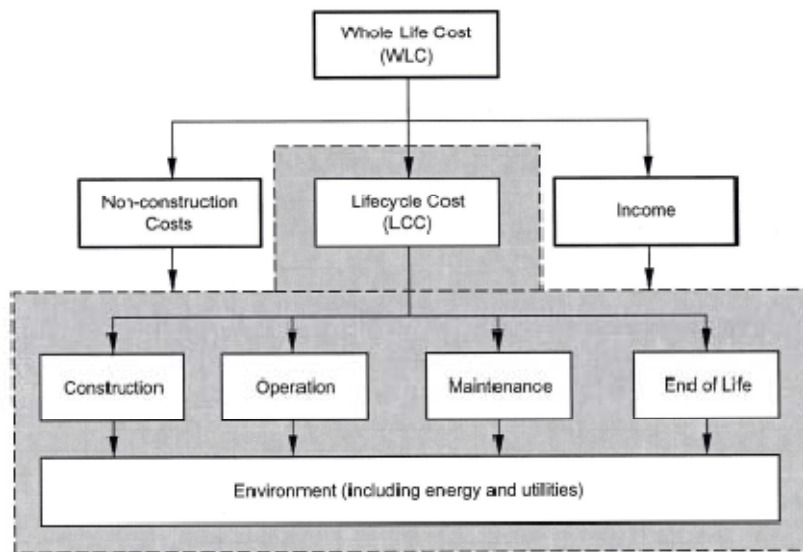 Whole Life Cost
(WLC)
Non-construction
Costs
Lifecycle Cost
(LCC)
Income
Construction
Operation
Maintenance
End of Life
Environment (including energy and utilities)